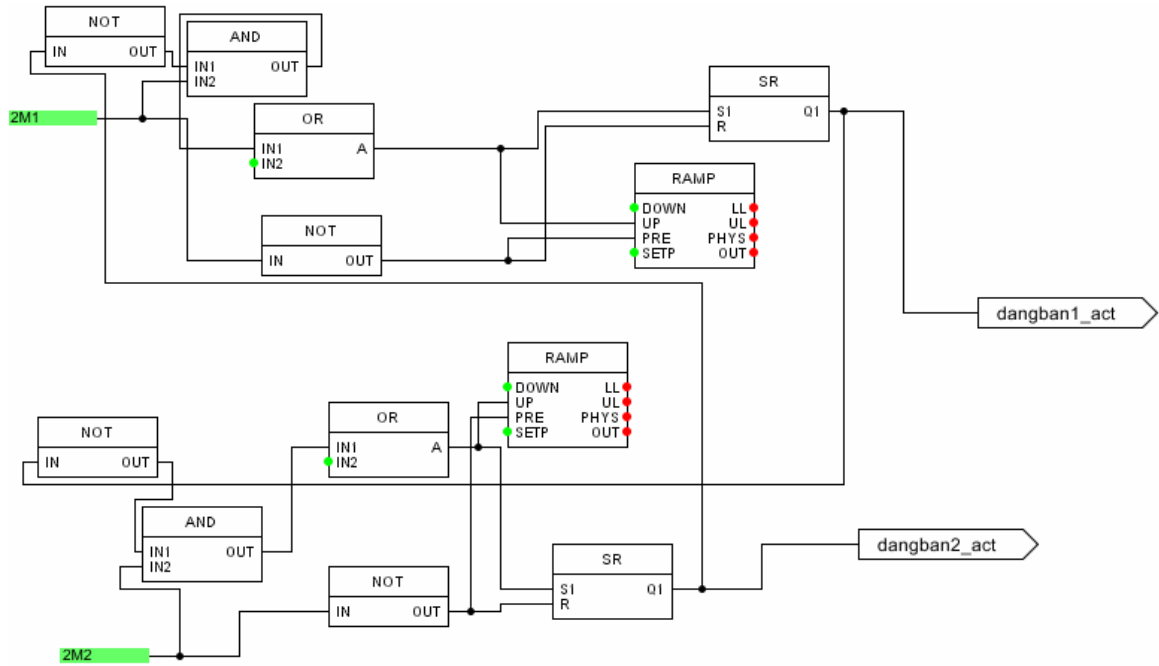 NOT
IN OUT
AND
IN1 OUT
IN2
2M1
OR
IN1 A
IN2
NOT
IN OUT
SR
S1 Q1
R
RAMP
DOWN LL
UP UL
PRE PHYS
SETP OUT
dangban1_act
RAMP
DOWN LL
UP UL
PRE PHYS
SETP OUT
OR
IN1 A
IN2
NOT
IN OUT
AND
IN1 OUT
IN2
NOT
IN OUT
SR
S1 Q1
R
dangban2_act
2M2